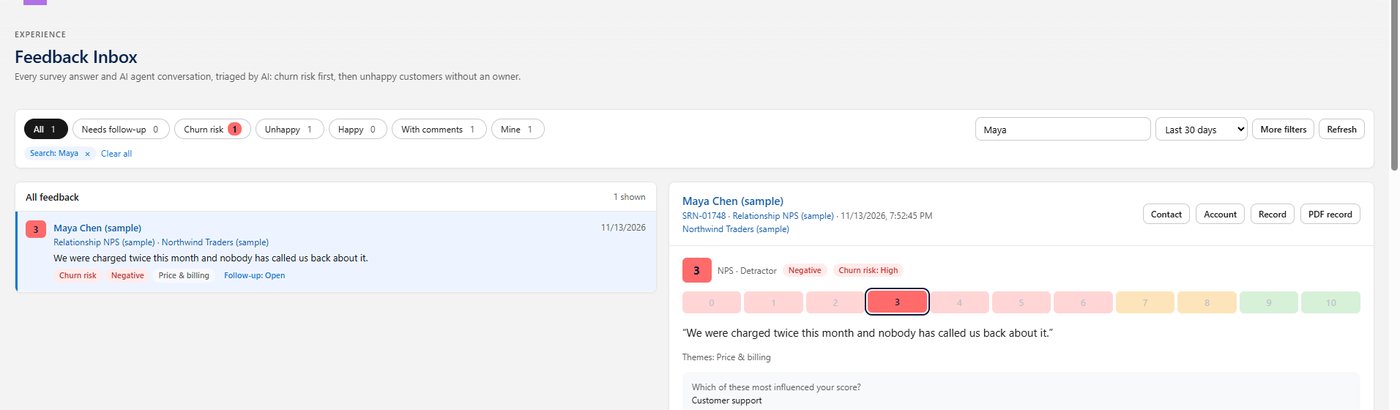 EXPERIENCE
Feedback Inbox
Every survey answer and AI agent conversation, triaged by AI: churn risk first, then unhappy customers without an owner.
All 1 Needs follow-up 0 Churn risk 1 Unhappy 1 Happy 0 With comments 1 Mine 1 Maya Last 30 days More filters Refresh
Search: Maya × Clear all
All feedback 1 shown
3 Maya Chen (sample) 11/13/2026
Relationship NPS (sample) · Northwind Traders (sample)
We were charged twice this month and nobody has called us back about it.
Churn risk Negative Price & billing Follow-up: Open
Maya Chen (sample)
SRN-01748 · Relationship NPS (sample) · 11/13/2026, 7:52:45 PM
Northwind Traders (sample)
Contact Account Record PDF record
3 NPS · Detractor Negative Churn risk: High
0 1 2 3 4 5 6 7 8 9 10
“We were charged twice this month and nobody has called us back about it.”
Themes: Price & billing
Which of these most influenced your score?
Customer support